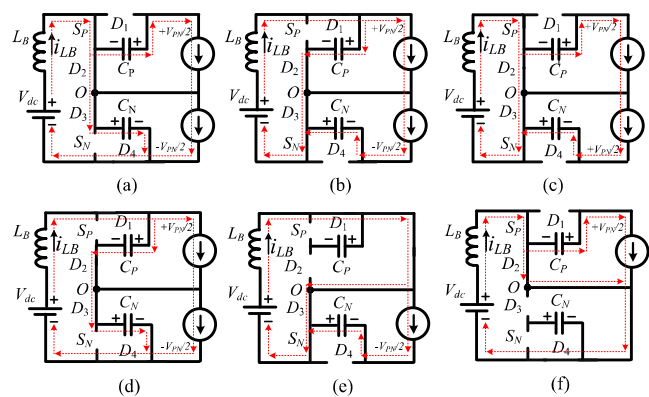 L_B i_LB S_P D_1 +V_PN/2
D_2 C_P
V_dc + − O
D_3 C_N
S_N D_4 -V_PN/2
(a)
L_B i_LB S_P D_1 +V_PN/2
D_2 C_P
V_dc + − O
D_3 C_N
S_N D_4 -V_PN/2
(b)
L_B i_LB S_P D_1 +V_PN/2
D_2 C_P
V_dc + − O
D_3 C_N
S_N D_4 +V_PN/2
(c)
L_B i_LB S_P D_1 +V_PN/2
D_2 C_P
V_dc + − O
D_3 C_N
S_N D_4 -V_PN/2
(d)
L_B i_LB S_P D_1
D_2 C_P
V_dc + − O
D_3 C_N
S_N D_4 -V_PN/2
(e)
L_B i_LB S_P D_1 +V_PN/2
D_2 C_P
V_dc + − O
D_3 C_N
S_N D_4
(f)